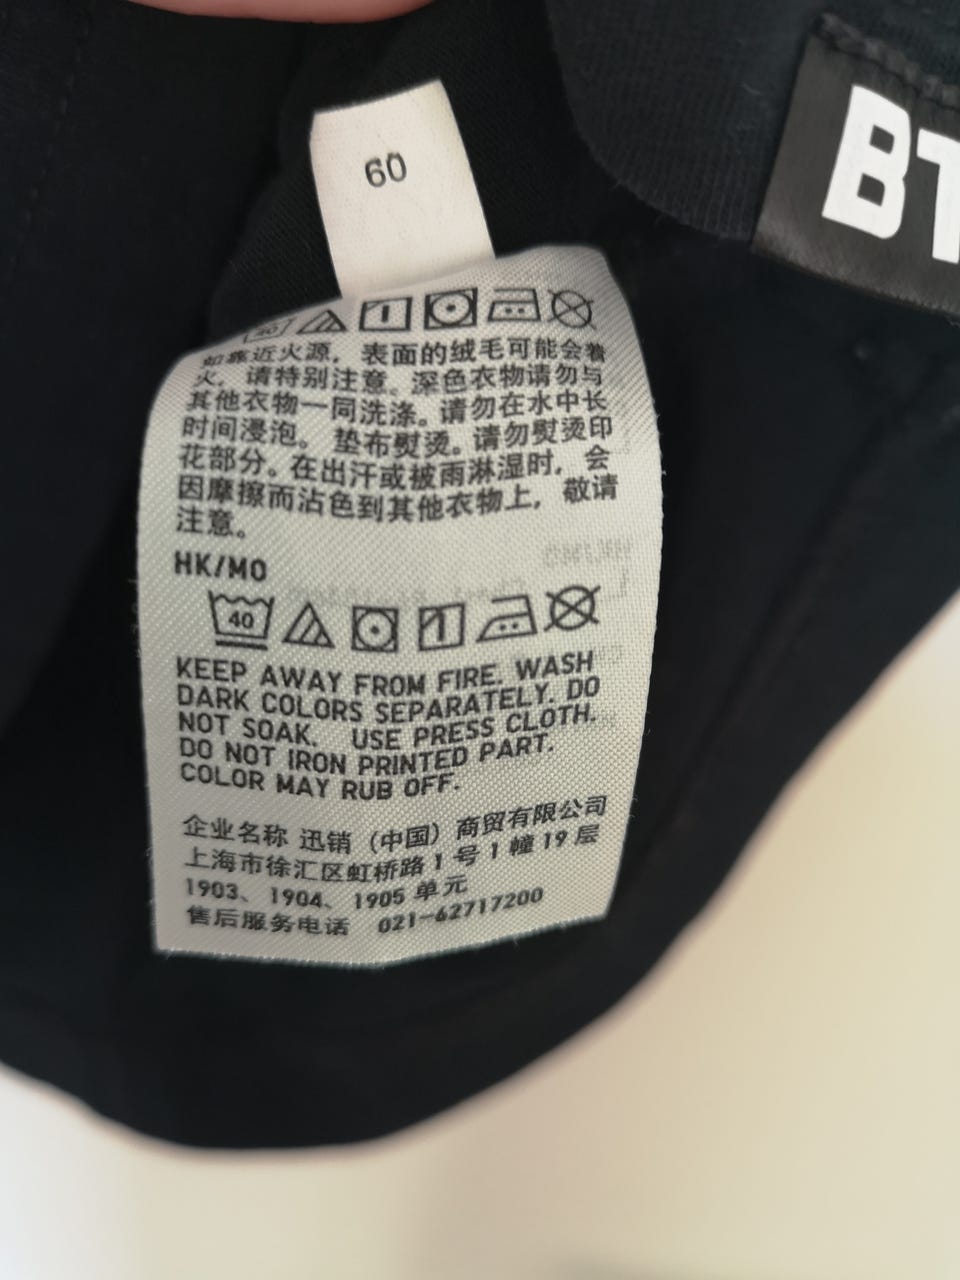 60
BT
40
如靠近火源，表面的绒毛可能会着
火，请特别注意。深色衣物请勿与
其他衣物一同洗涤。请勿在水中长
时间浸泡。垫布熨烫。请勿熨烫印
花部分。在出汗或被雨淋湿时，会
因摩擦而沾色到其他衣物上，敬请
注意。
HK/MO
40
KEEP AWAY FROM FIRE. WASH
DARK COLORS SEPARATELY. DO
NOT SOAK. USE PRESS CLOTH.
DO NOT IRON PRINTED PART.
COLOR MAY RUB OFF.
企业名称 迅销（中国）商贸有限公司
上海市徐汇区虹桥路1号1幢19层
1903、1904、1905单元
售后服务电话 021-62717200